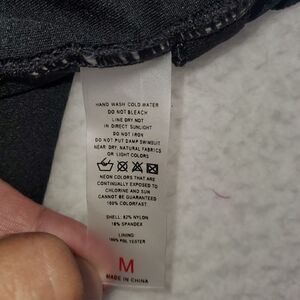 HAND WASH COLD WATER
DO NOT BLEACH
LINE DRY NOT
IN DIRECT SUNLIGHT
DO NOT IRON
DO NOT PUT DAMP SWIMSUIT
NEAR DRY, NATURAL FABRICS
OR LIGHT COLORS
NEON COLORS THAT ARE
CONTINUALLY EXPOSED TO
CHLORINE AND SUN
CANNOT BE GUARANTEED
100% COLORFAST
SHELL: 82% NYLON
18% SPANDEX
LINING:
100% POLYESTER
M
MADE IN CHINA